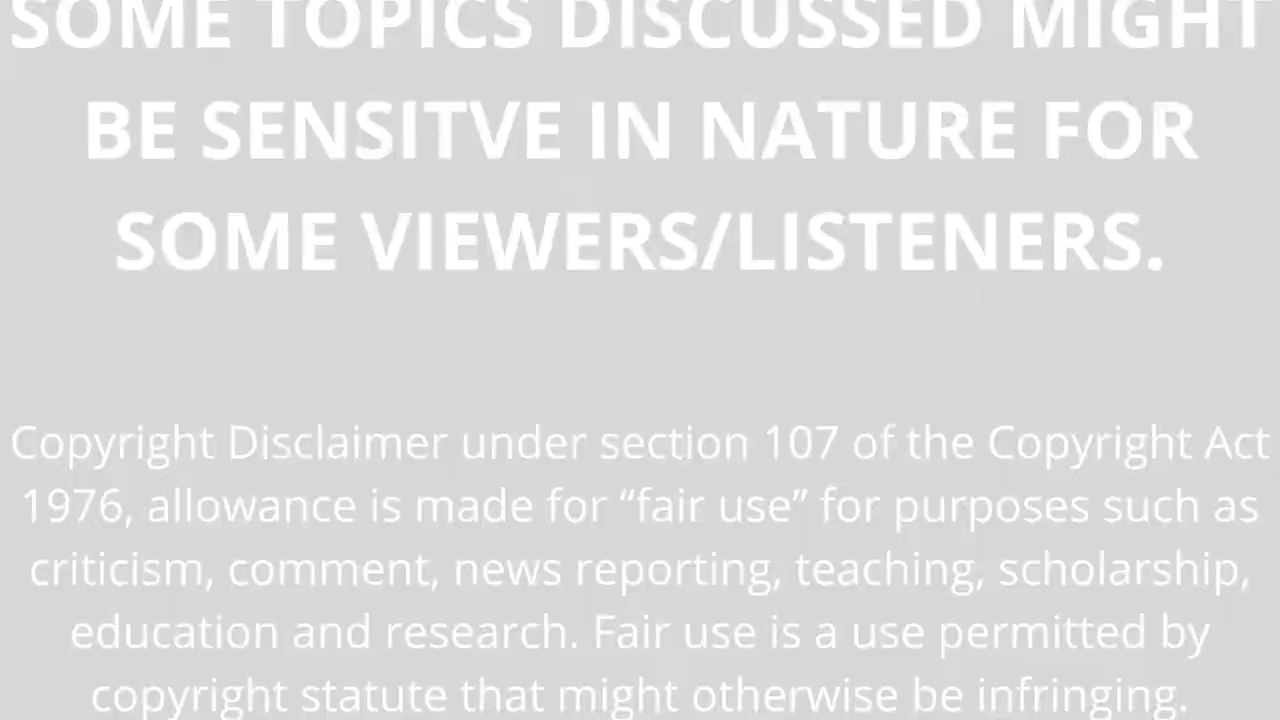 SOME TOPICS DISCUSSED MIGHT
BE SENSITVE IN NATURE FOR
SOME VIEWERS/LISTENERS.
Copyright Disclaimer under section 107 of the Copyright Act
1976, allowance is made for “fair use” for purposes such as
criticism, comment, news reporting, teaching, scholarship,
education and research. Fair use is a use permitted by
copyright statute that might otherwise be infringing.